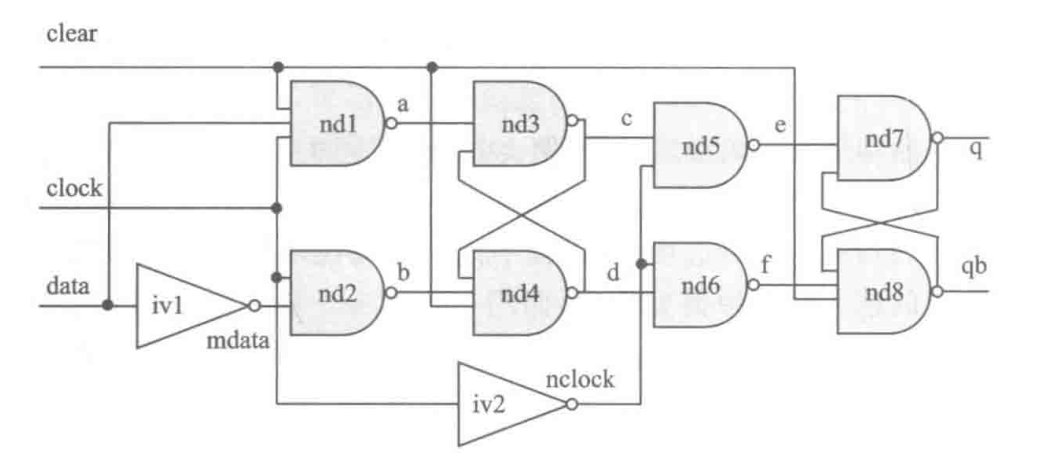 clear
nd1
a
nd3
c
nd5
e
nd7
q
clock
data
iv1
mdata
nd2
b
nd4
d
nd6
f
nd8
qb
iv2
nclock